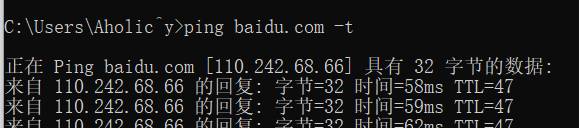 C:\Users\Aholic^y>ping baidu.com -t
正在 Ping baidu.com [110.242.68.66] 具有 32 字节的数据:
来自 110.242.68.66 的回复: 字节=32 时间=58ms TTL=47
来自 110.242.68.66 的回复: 字节=32 时间=59ms TTL=47
来自 110.242.68.66 的回复: 字节=32 时间=62ms TTL=47